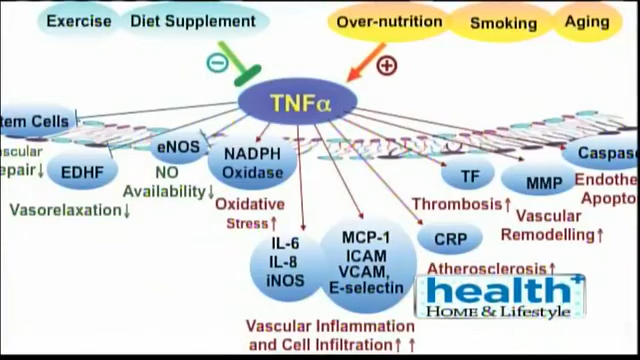 Exercise
Diet Supplement
Over-nutrition
Smoking
Aging
⊖
⊕
TNFα
tem Cells
ascular
epair↓
EDHF
Vasorelaxation↓
eNOS
NO
Availability↓
NADPH
Oxidase
Oxidative
Stress↑
IL-6
IL-8
iNOS
MCP-1
ICAM
VCAM,
E-selectin
Vascular Inflammation
and Cell Infiltration↑↑
CRP
Atherosclerosis↑
TF
Thrombosis↑
MMP
Vascular
Remodelling↑
Caspas
Endothe
Apopto
health+
HOME & Lifestyle